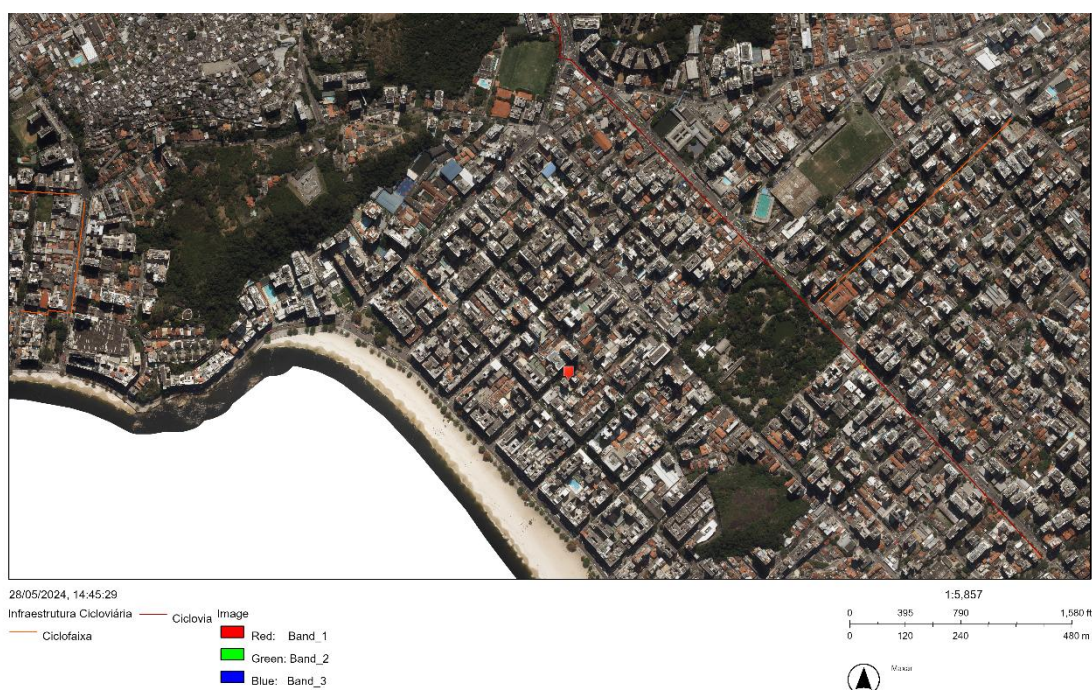 28/05/2024, 14:45:29
Infraestrutura Cicloviária
Ciclofaixa
Ciclovia
Image
Red: Band_1
Green: Band_2
Blue: Band_3
1:5,857
0 395 790 1,580 ft
0 120 240 480 m
Maxar